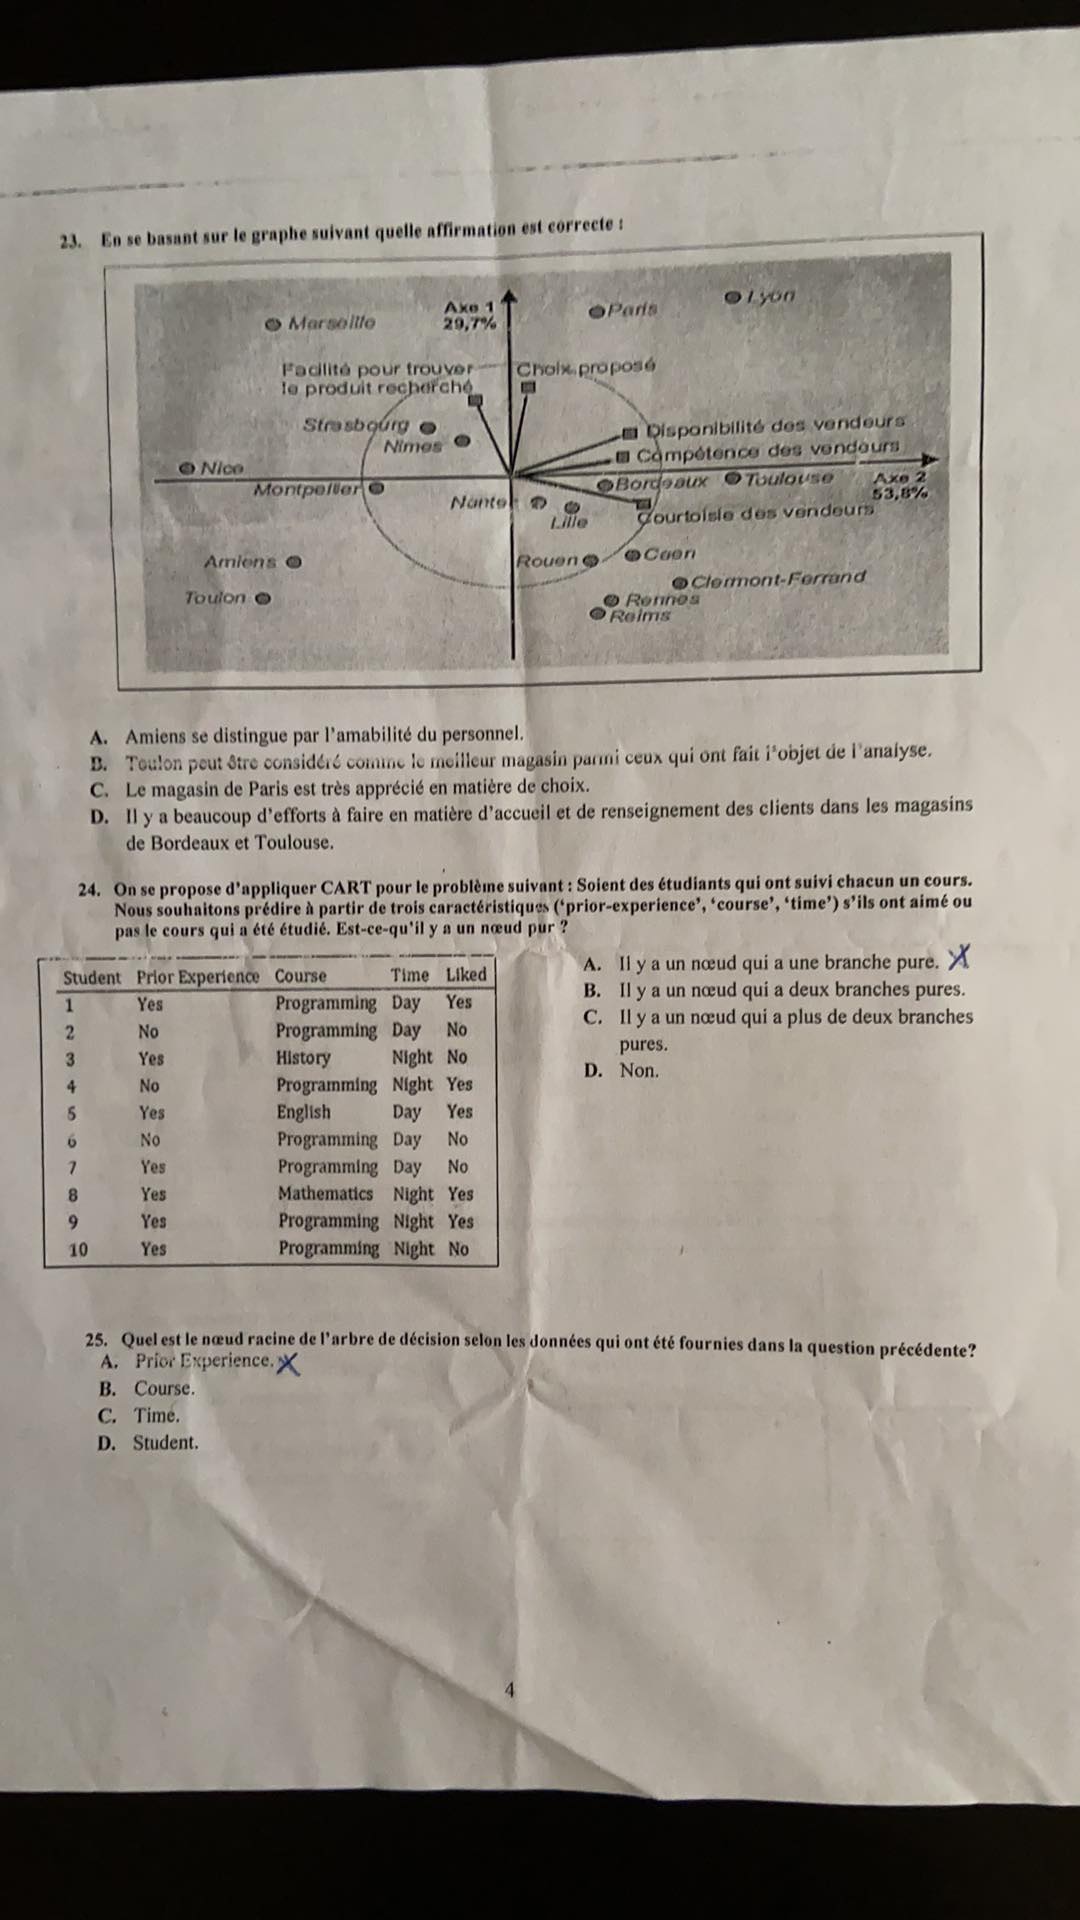 23. En se basant sur le graphe suivant quelle affirmation est correcte :
Axe 1
29,7%
Marseille
Paris
Lyon
Facilité pour trouver
le produit recherché
Choix proposé
Strasbourg
Nimes
Disponibilité des vendeurs
Compétence des vendeurs
Nice
Montpellier
Bordeaux
Toulouse
Axe 2
53,8%
Nantes
Lille
Courtoisie des vendeurs
Amiens
Rouen
Caen
Toulon
Clermont-Ferrand
Rennes
Reims
A. Amiens se distingue par l'amabilité du personnel.
B. Toulon peut être considéré comme le meilleur magasin parmi ceux qui ont fait l'objet de l'analyse.
C. Le magasin de Paris est très apprécié en matière de choix.
D. Il y a beaucoup d'efforts à faire en matière d'accueil et de renseignement des clients dans les magasins
de Bordeaux et Toulouse.
24. On se propose d'appliquer CART pour le problème suivant : Soient des étudiants qui ont suivi chacun un cours.
Nous souhaitons prédire à partir de trois caractéristiques ('prior-experience', 'course', 'time') s'ils ont aimé ou
pas le cours qui a été étudié. Est-ce-qu'il y a un nœud pur ?
Student Prior Experience Course Time Liked
1 Yes Programming Day Yes
2 No Programming Day No
3 Yes History Night No
4 No Programming Night Yes
5 Yes English Day Yes
6 No Programming Day No
7 Yes Programming Day No
8 Yes Mathematics Night Yes
9 Yes Programming Night Yes
10 Yes Programming Night No
A. Il y a un nœud qui a une branche pure. X
B. Il y a un nœud qui a deux branches pures.
C. Il y a un nœud qui a plus de deux branches
pures.
D. Non.
25. Quel est le nœud racine de l'arbre de décision selon les données qui ont été fournies dans la question précédente?
A. Prior Experience. X
B. Course.
C. Time.
D. Student.
4